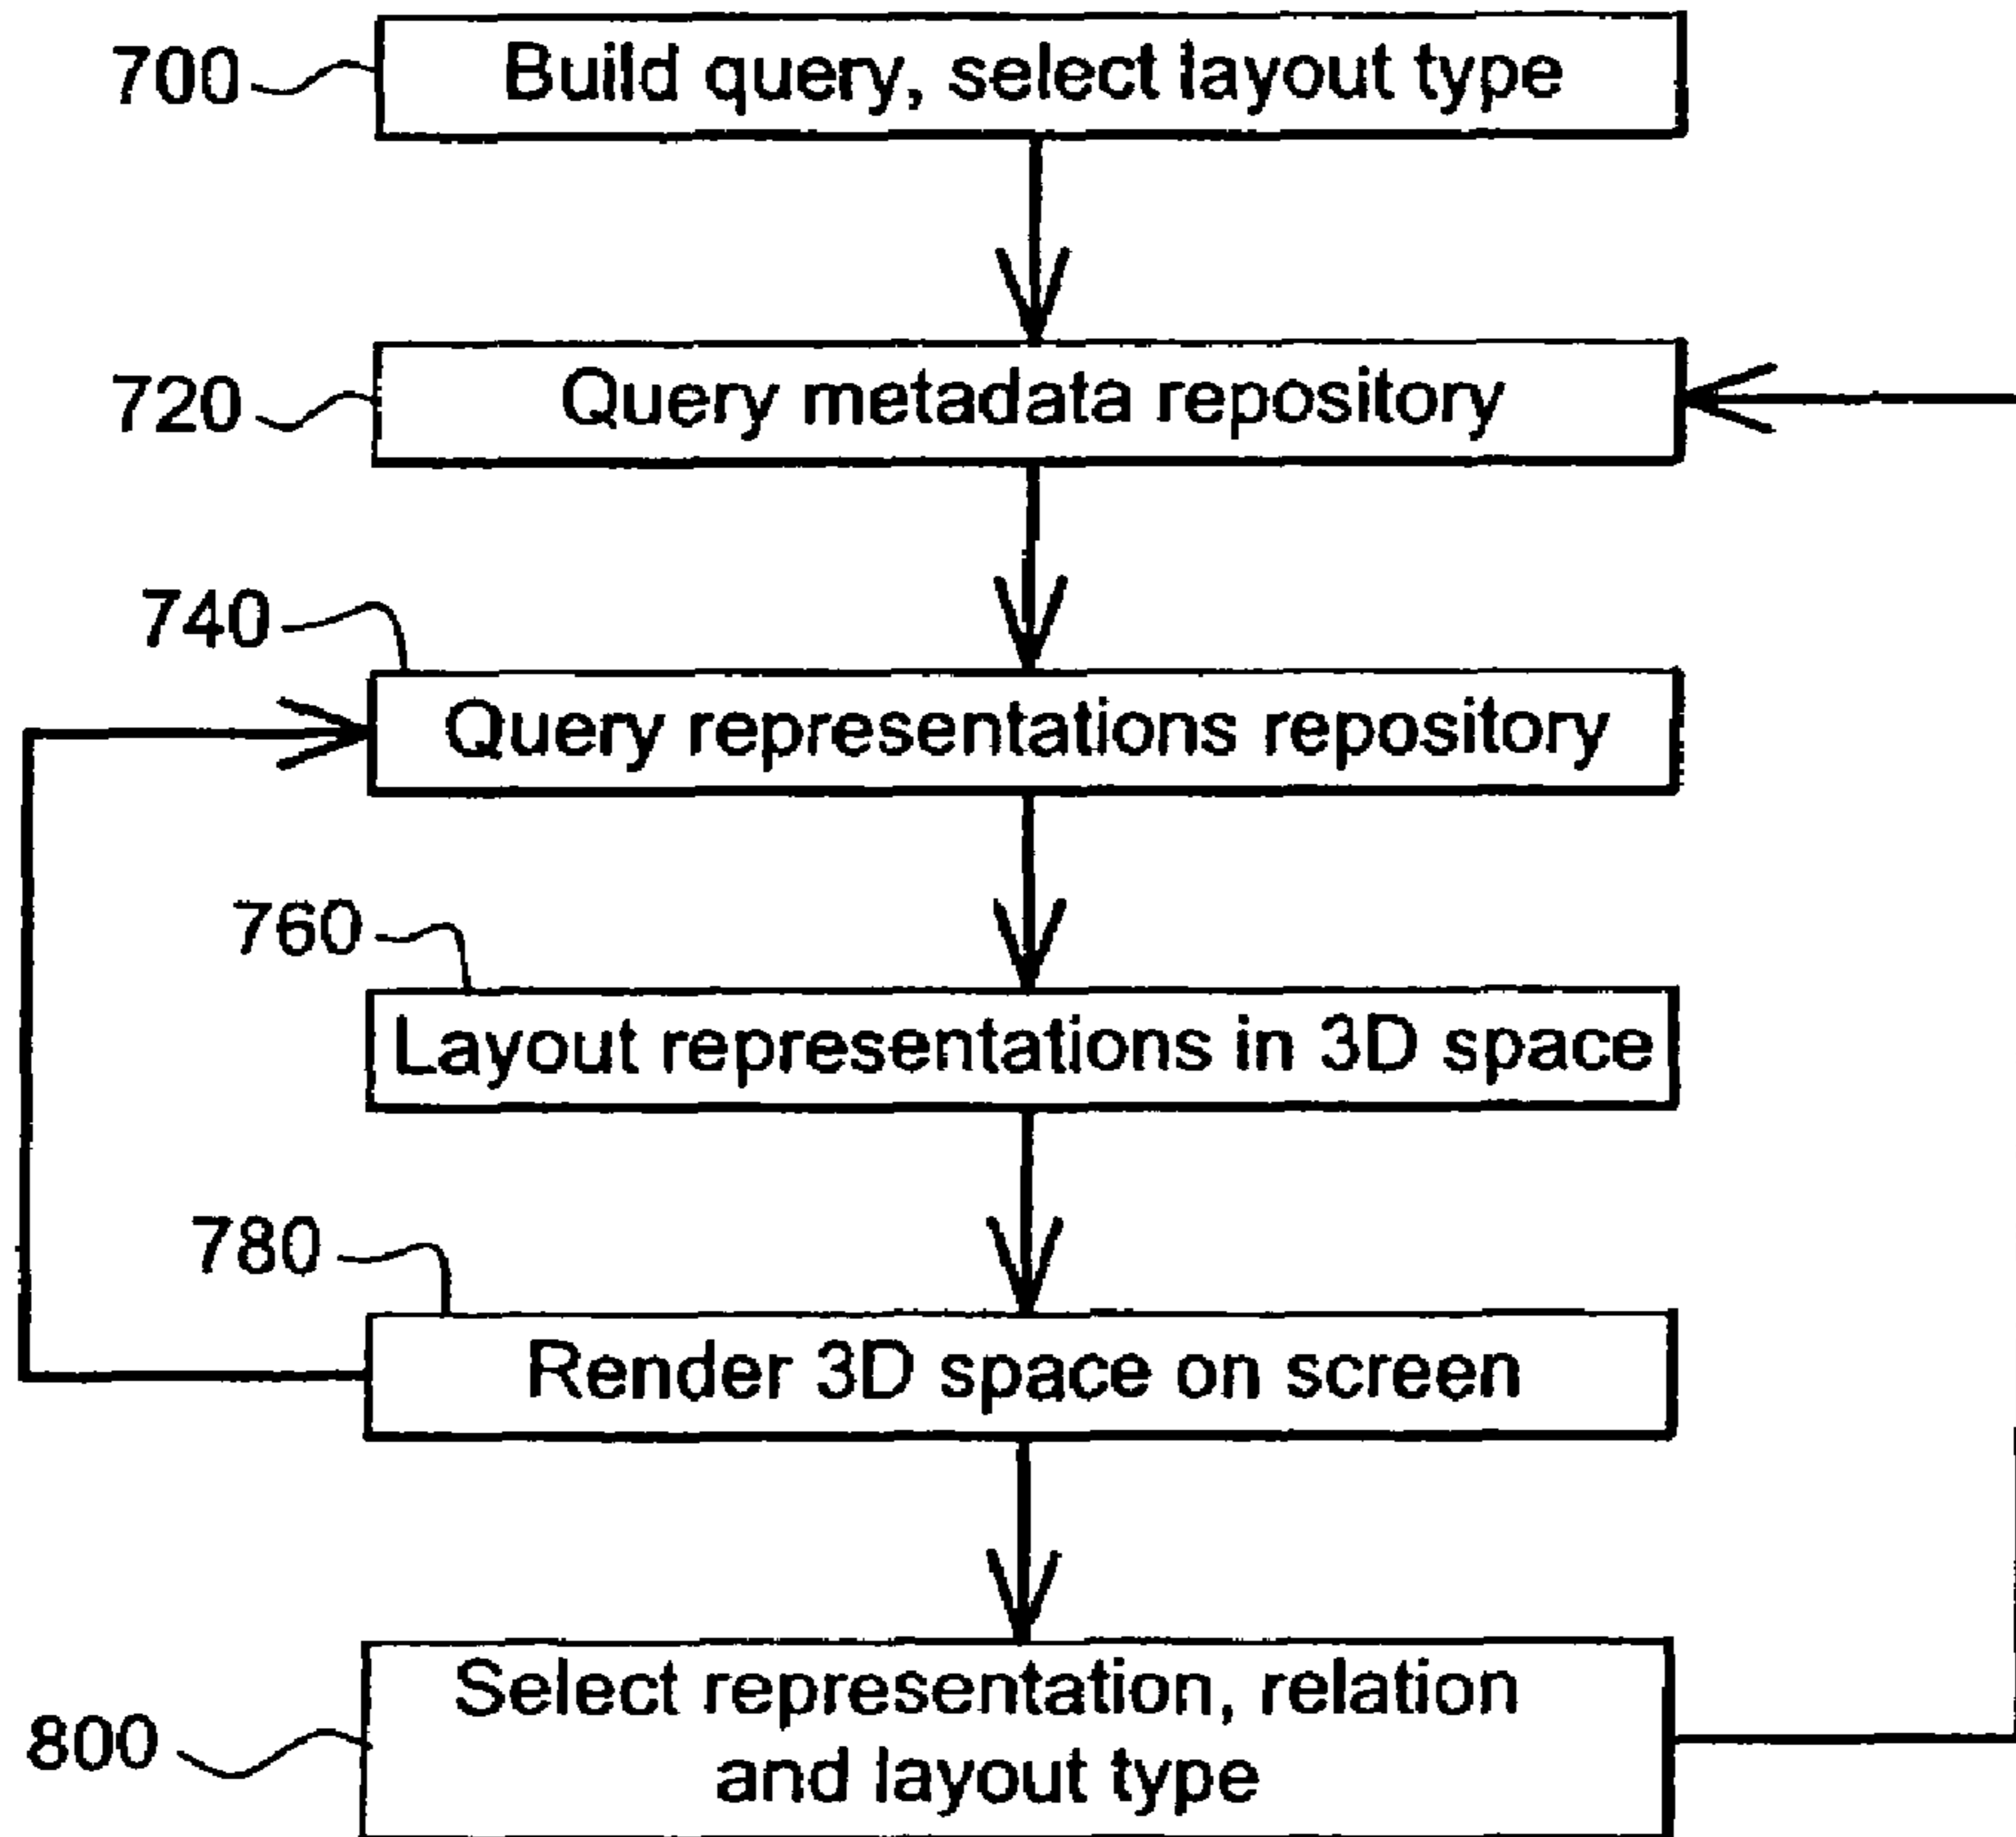 700
Build query, select layout type
720
Query metadata repository
740
Query representations repository
760
Layout representations in 3D space
780
Render 3D space on screen
800
Select representation, relation
and layout type